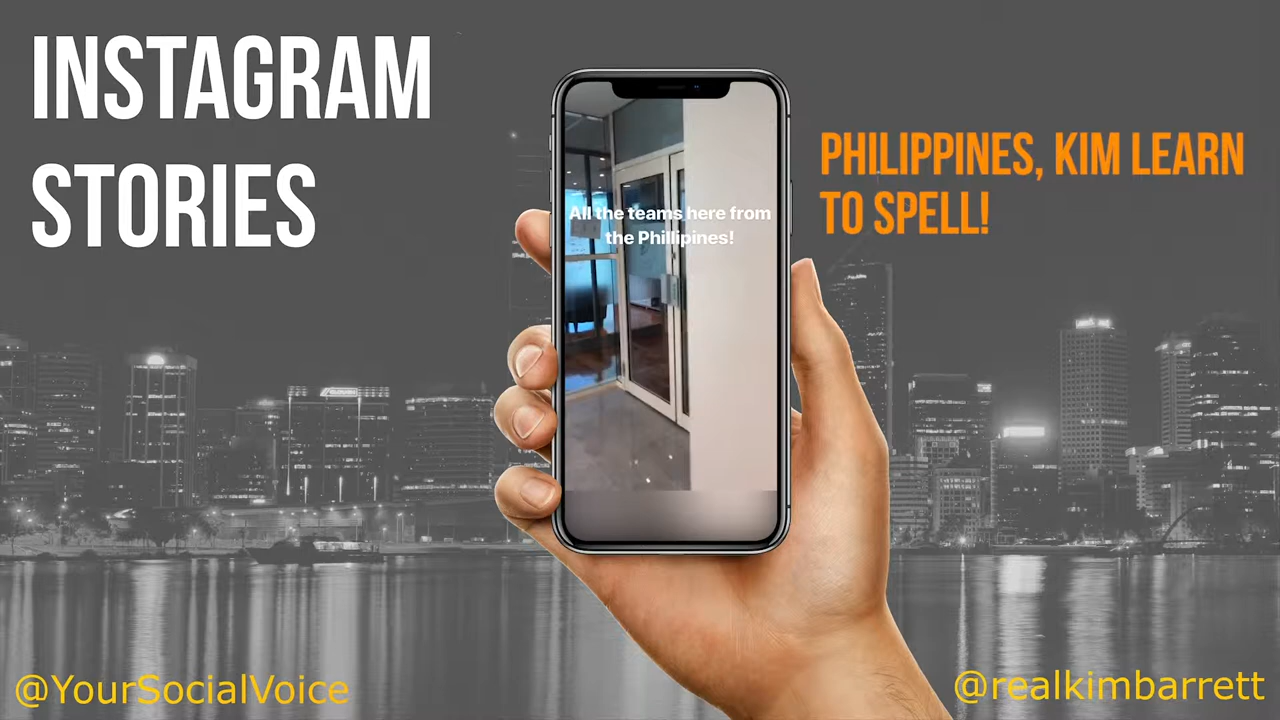 INSTAGRAM
STORIES
All the teams here from
the Phillipines!
PHILIPPINES, KIM LEARN
TO SPELL!
@YourSocialVoice
@realkimbarrett